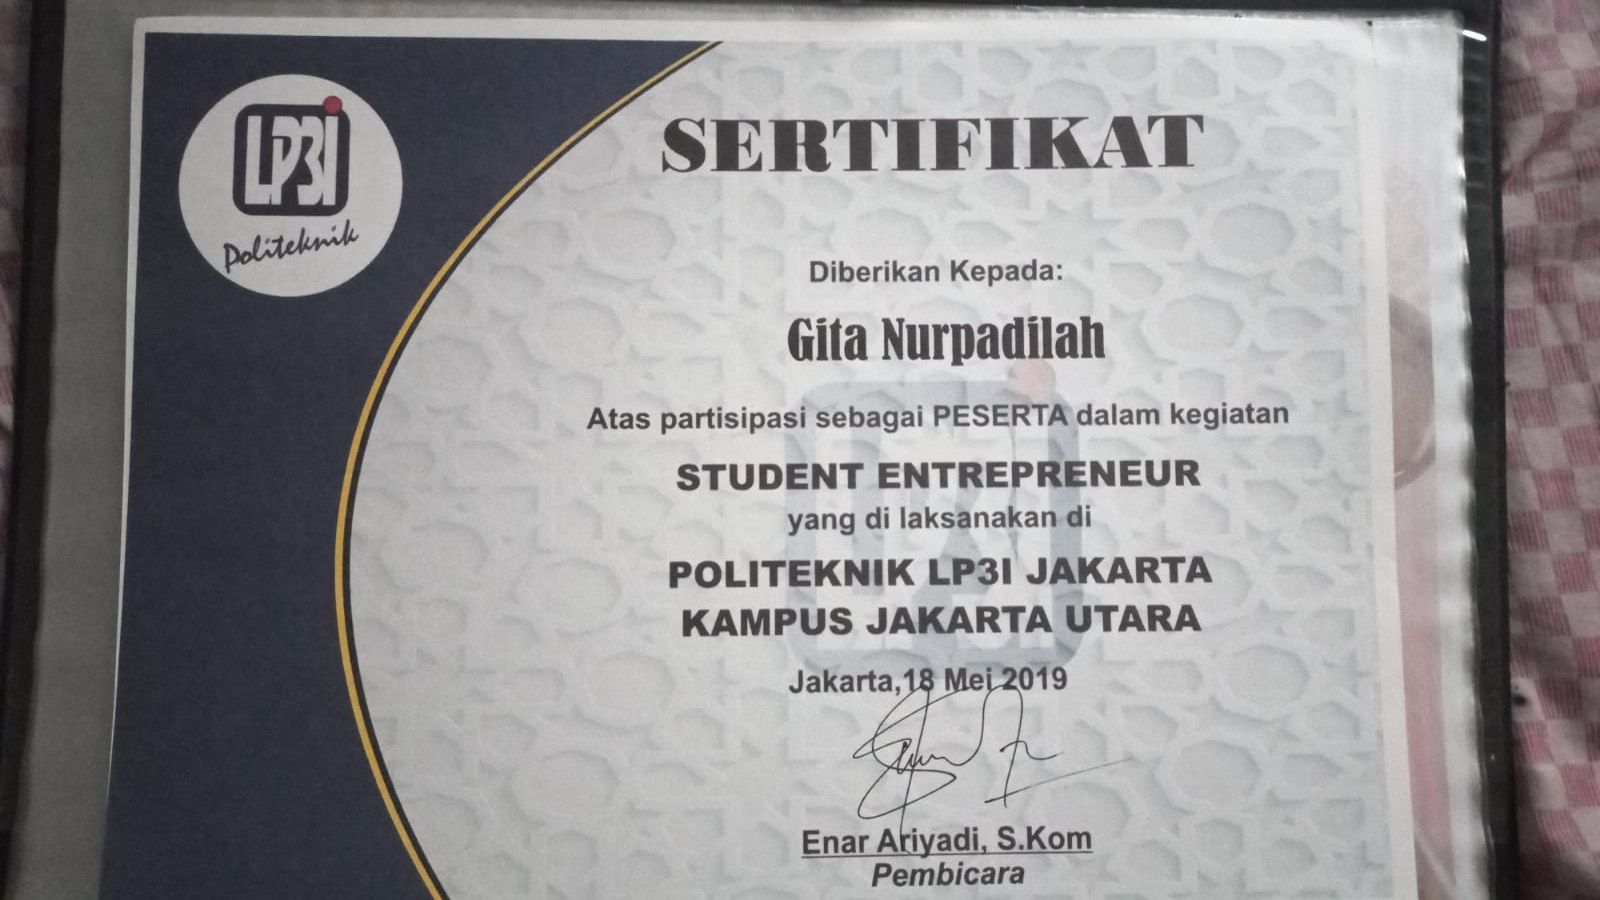 LP3I
Politeknik
SERTIFIKAT
Diberikan Kepada:
Gita Nurpadilah
Atas partisipasi sebagai PESERTA dalam kegiatan
STUDENT ENTREPRENEUR
yang di laksanakan di
POLITEKNIK LP3I JAKARTA
KAMPUS JAKARTA UTARA
Jakarta,18 Mei 2019
Enar Ariyadi, S.Kom
Pembicara